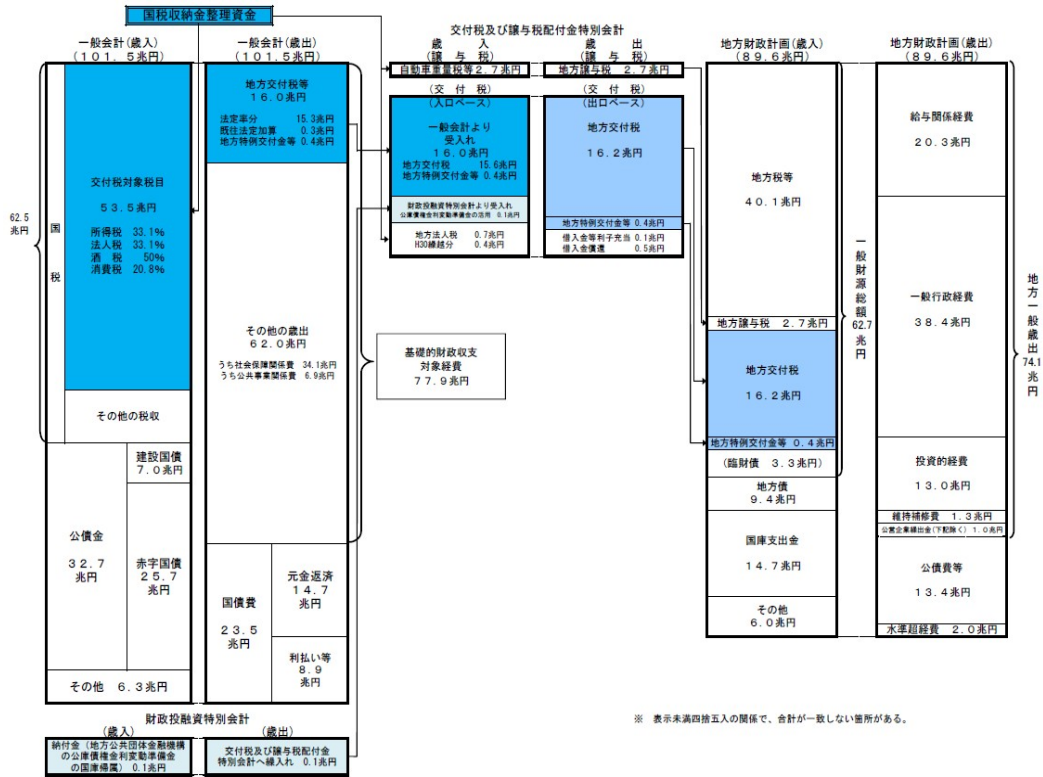 国税収納金整理資金
一般会計(歳入)
(101.5兆円)
62.5
兆円
国
税
交付税対象税目
53.5兆円
所得税 33.1%
法人税 33.1%
酒 税 50%
消費税 20.8%
その他の税収
公債金
32.7
兆円
建設国債
7.0兆円
赤字国債
25.7
兆円
その他 6.3兆円
一般会計(歳出)
(101.5兆円)
地方交付税等
16.0兆円
法定率分 15.3兆円
既往法定加算 0.3兆円
地方特例交付金等 0.4兆円
その他の歳出
62.0兆円
うち社会保障関係費 34.1兆円
うち公共事業関係費 6.9兆円
国債費
23.5
兆円
元金返済
14.7
兆円
利払い等
8.9
兆円
基礎的財政収支
対象経費
77.9兆円
財政投融資特別会計
(歳入)
納付金(地方公共団体金融機構
の公庫債権金利変動準備金
の国庫帰属) 0.1兆円
(歳出)
交付税及び譲与税配付金
特別会計へ繰入れ 0.1兆円
交付税及び譲与税配付金特別会計
歳 入
(譲 与 税)
自動車重量税等2.7兆円
(交 付 税)
(入口ベース)
一般会計より
受入れ
16.0兆円
地方交付税 15.6兆円
地方特例交付金等 0.4兆円
財政投融資特別会計より受入れ
公庫債権金利変動準備金の活用 0.1兆円
地方法人税 0.7兆円
H30繰越分 0.4兆円
歳 出
(譲 与 税)
地方譲与税 2.7兆円
(交 付 税)
(出口ベース)
地方交付税
16.2兆円
地方特例交付金等 0.4兆円
借入金等利子充当 0.1兆円
借入金償還 0.5兆円
地方財政計画(歳入)
(89.6兆円)
地方税等
40.1兆円
地方譲与税 2.7兆円
地方交付税
16.2兆円
地方特例交付金等 0.4兆円
(臨財債 3.3兆円)
地方債
9.4兆円
国庫支出金
14.7兆円
その他
6.0兆円
一般財源総額
62.7
兆円
地方財政計画(歳出)
(89.6兆円)
給与関係経費
20.3兆円
一般行政経費
38.4兆円
投資的経費
13.0兆円
維持補修費 1.3兆円
公営企業繰出金(下記除く) 1.0兆円
公債費等
13.4兆円
水準超経費 2.0兆円
地方一般歳出
74.1
兆円
※ 表示未満四捨五入の関係で、合計が一致しない箇所がある。